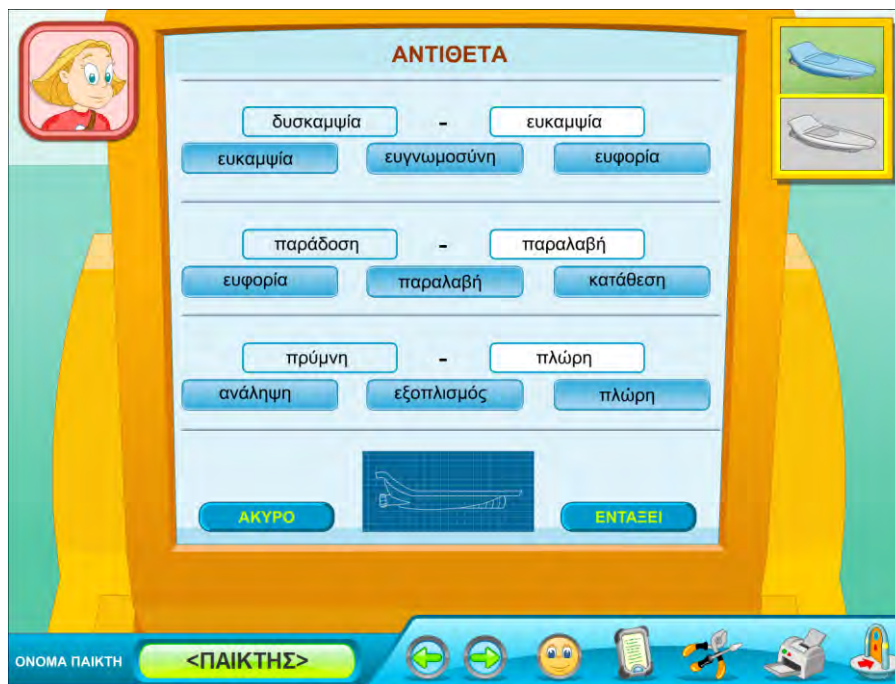 ΑΝΤΙΘΕΤΑ
δυσκαμψία - ευκαμψία
ευκαμψία ευγνωμοσύνη ευφορία
παράδοση - παραλαβή
ευφορία παραλαβή κατάθεση
πρύμνη - πλώρη
ανάληψη εξοπλισμός πλώρη
ΑΚΥΡΟ ΕΝΤΑΞΕΙ
ΟΝΟΜΑ ΠΑΙΚΤΗ <ΠΑΙΚΤΗΣ>